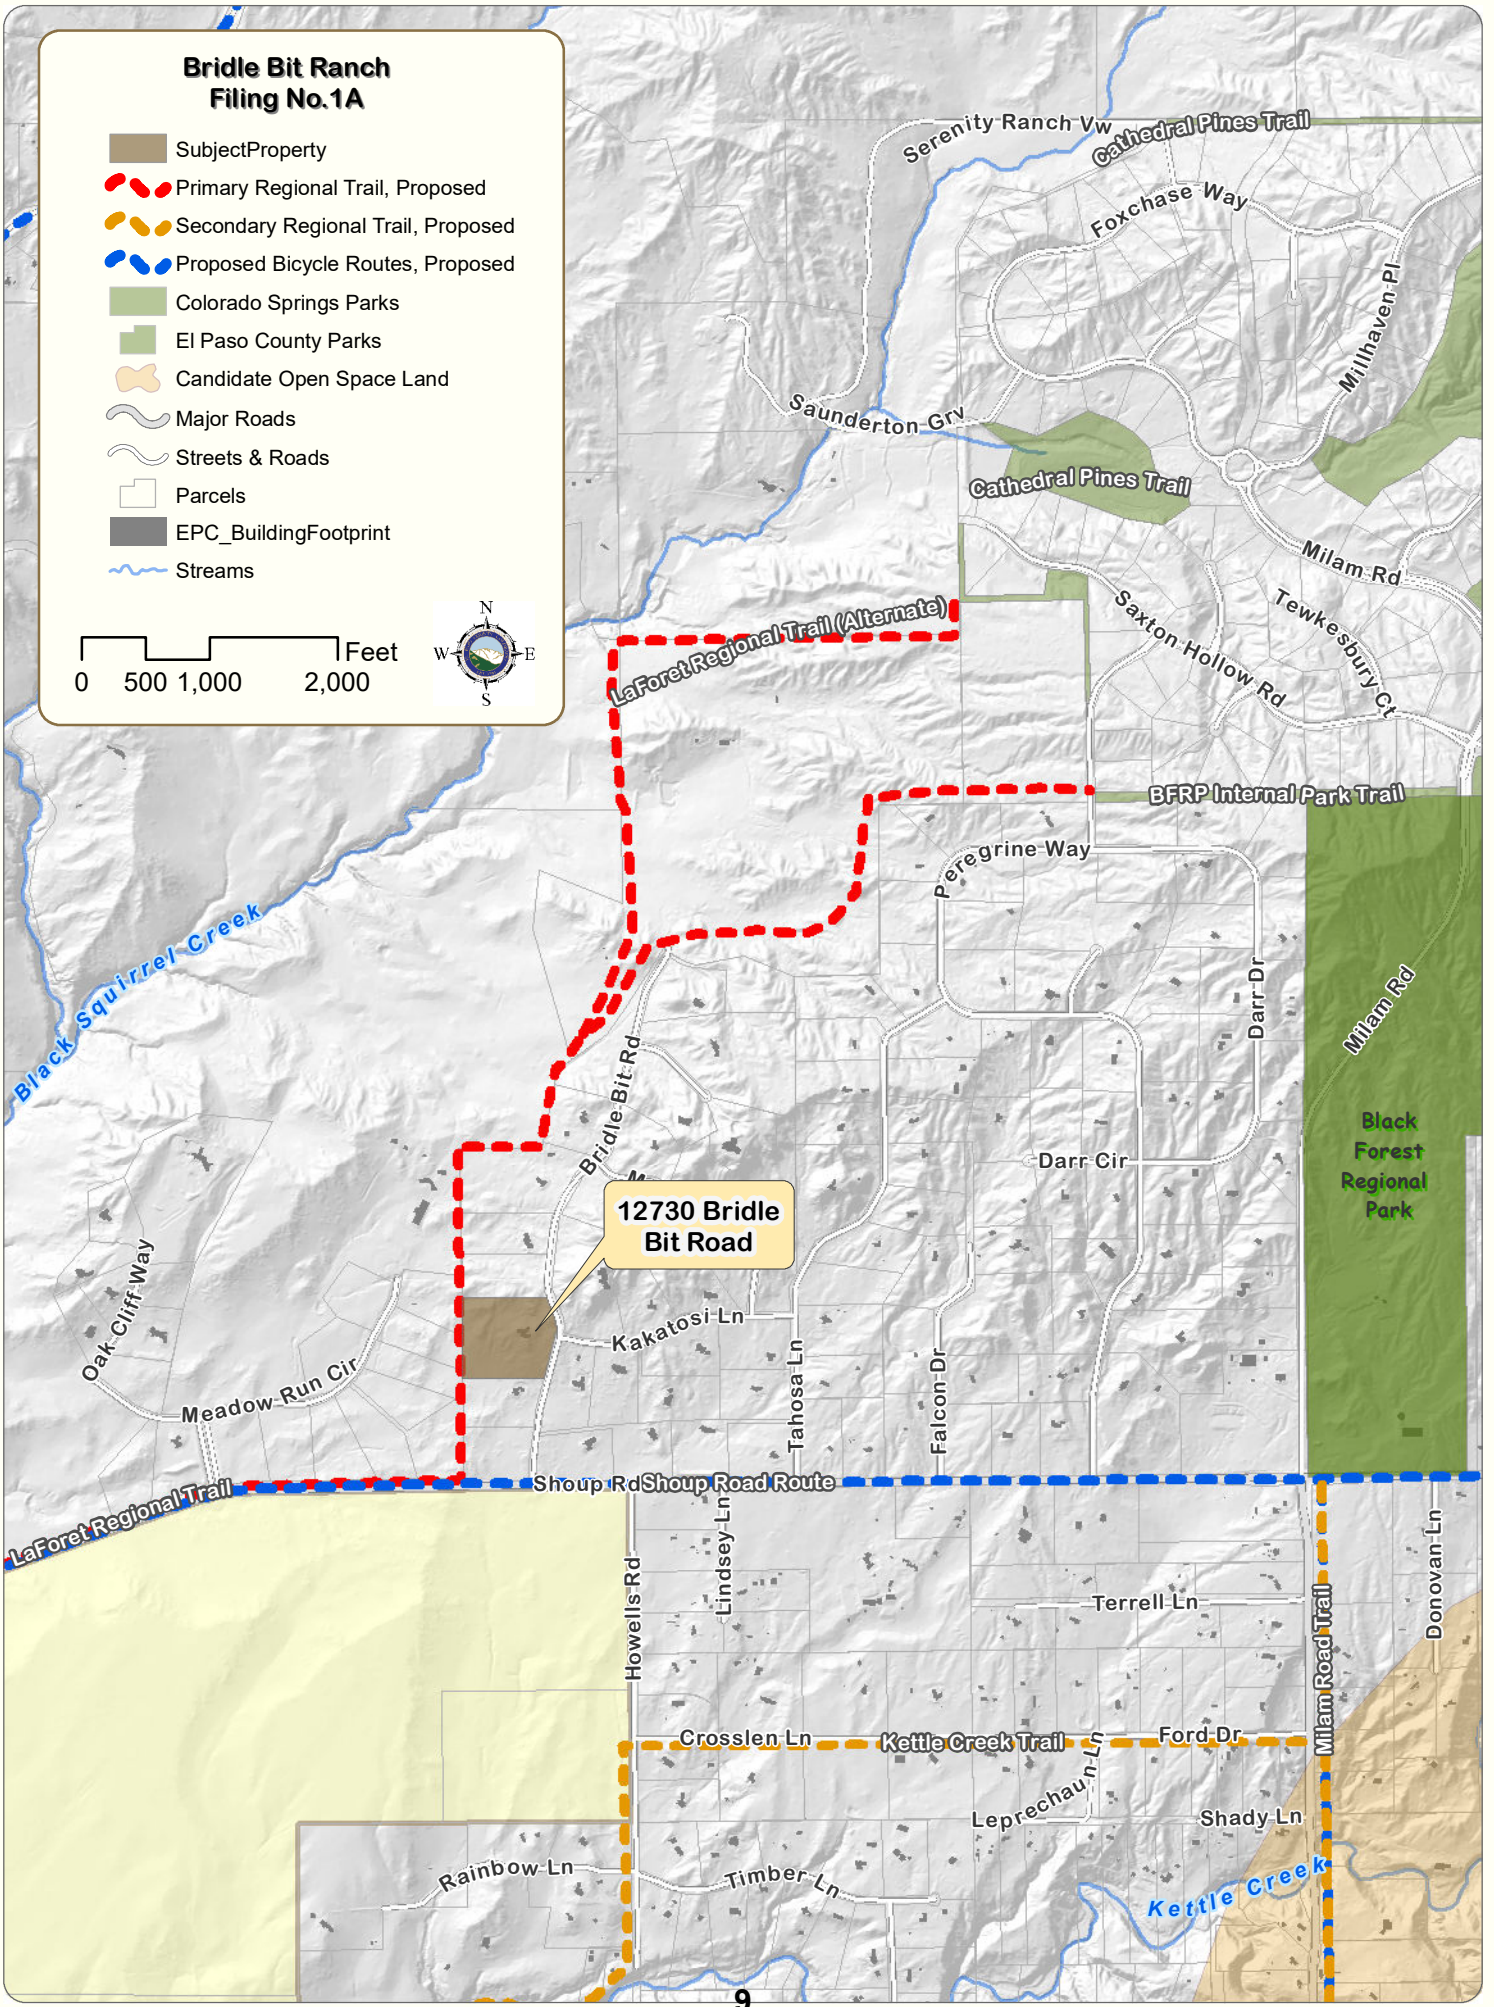 Bridle Bit Ranch
Filing No.1A
SubjectProperty
Primary Regional Trail, Proposed
Secondary Regional Trail, Proposed
Proposed Bicycle Routes, Proposed
Colorado Springs Parks
El Paso County Parks
Candidate Open Space Land
Major Roads
Streets & Roads
Parcels
EPC_BuildingFootprint
Streams
N
W E
S
Feet
0 500 1,000 2,000
Serenity Ranch Vw
Cathedral Pines Trail
Foxchase Way
Millhaven Pl
Saunderton Grv
Cathedral Pines Trail
Milam Rd
Saxton Hollow Rd
Tewkesbury Ct
LaForet Regional Trail (Alternate)
BFRP Internal Park Trail
Peregrine Way
Black Squirrel Creek
Darr Dr
Milam Rd
Bridle Bit Rd
Black
Forest
Regional
Park
Darr Cir
12730 Bridle
Bit Road
Oak Cliff Way
Kakatosi Ln
Meadow Run Cir
Tahosa Ln
Falcon Dr
Shoup Rd
Shoup Road Route
LaForet Regional Trail
Howells Rd
Lindsey Ln
Terrell Ln
Donovan Ln
Milam Road Trail
Crosslen Ln
Kettle Creek Trail
Ford Dr
Leprechaun Ln
Shady Ln
Rainbow Ln
Timber Ln
Kettle Creek
9